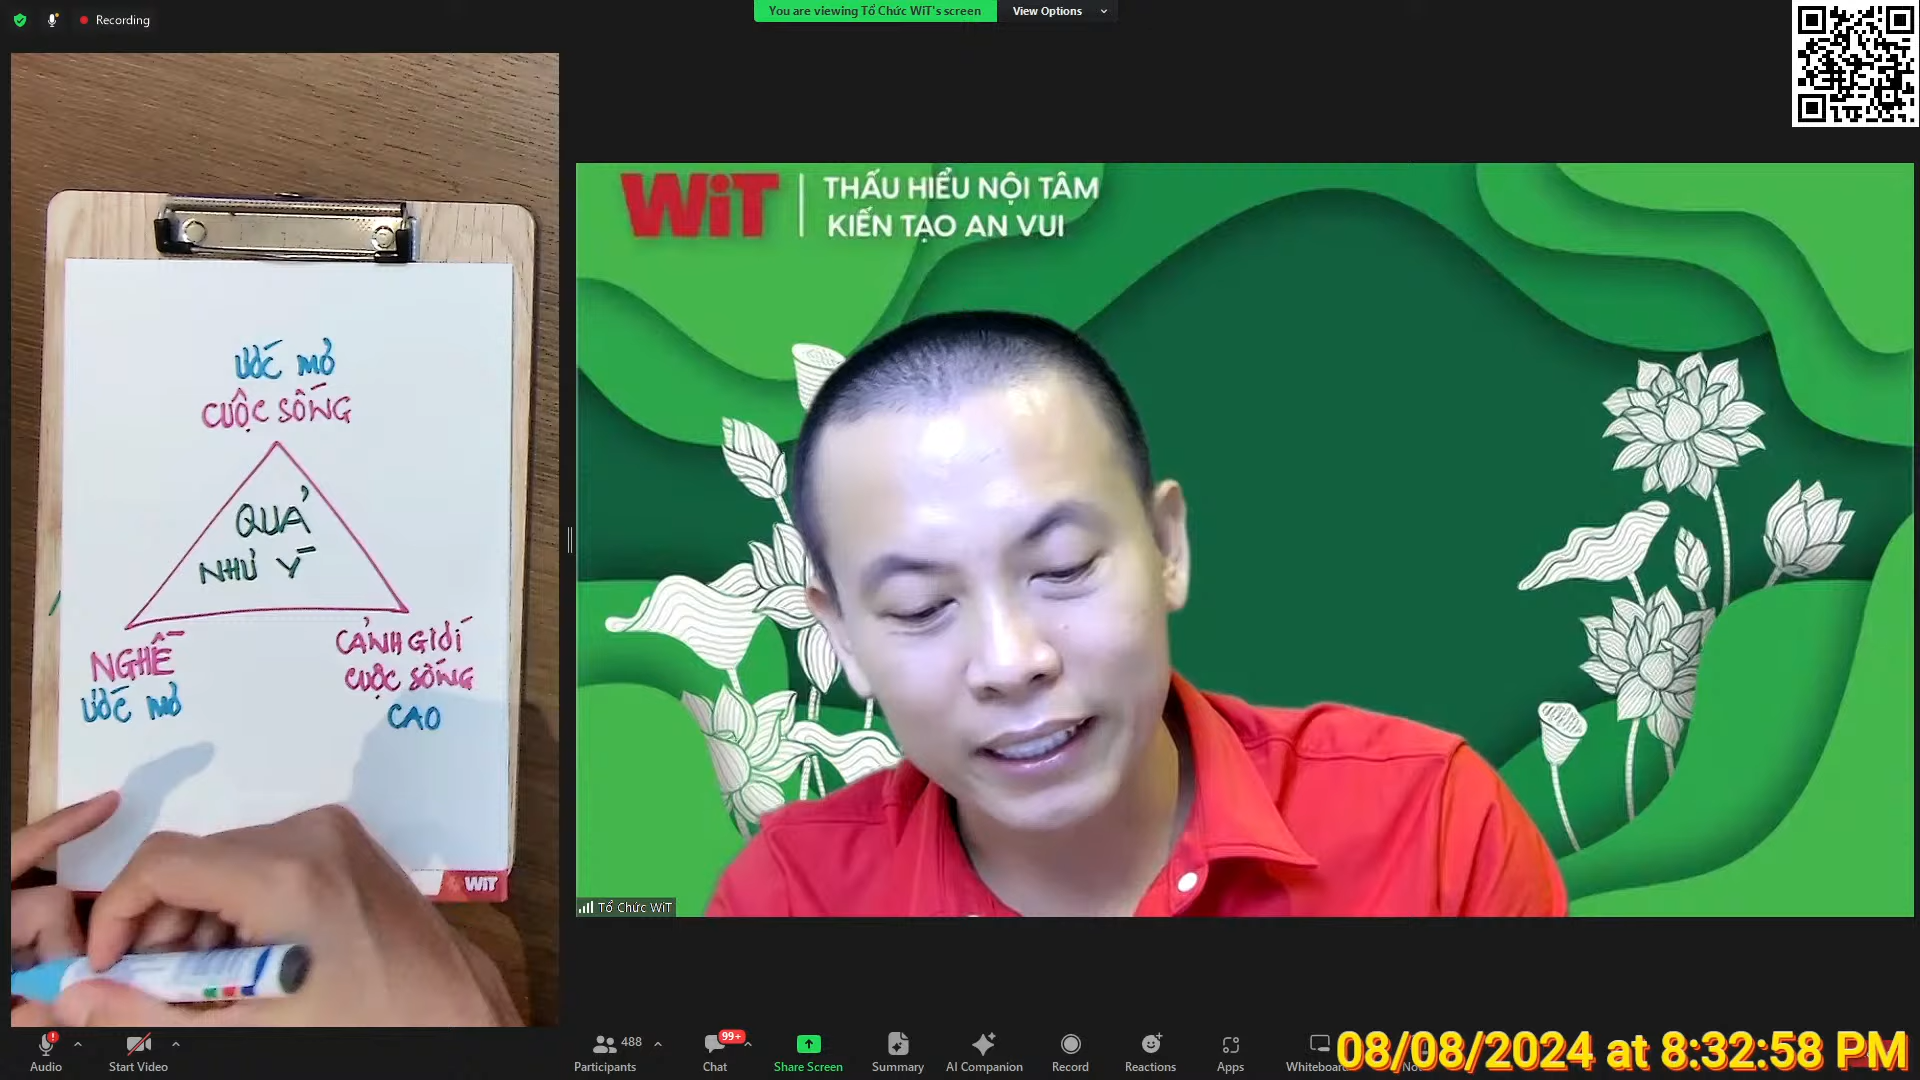 Recording
You are viewing Tổ Chức WiT's screen
View Options
ƯỚC MƠ
CUỘC SỐNG
QUẢ
NHƯ Ý
NGHỀ
ƯỚC MƠ
CẢNH GIỚI
CUỘC SỐNG
CAO
WiT
WiT
THẤU HIỂU NỘI TÂM
KIẾN TẠO AN VUI
Tổ Chức WiT
Audio
Start Video
488
Participants
99+
Chat
Share Screen
Summary
AI Companion
Record
Reactions
Apps
Whiteboard
08/08/2024 at 8:32:58 PM